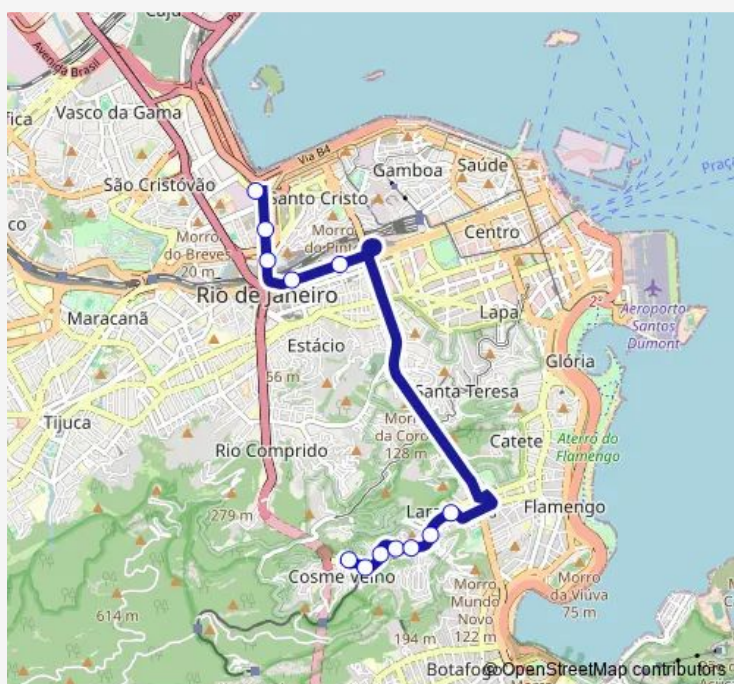 Caju
Avenida Brasil
Vasco da Gama
fica
Via B4
Gamboa
Saúde
São Cristóvão
Santo Cristo
Praça
Morro
do Pinto
Centro
co
Morro
do Breves
20 m
Rio de Janeiro
Maracanã
Lapa
2º
Aeroporto
Santos
Dumont
Estácio
Glória
56 m
Santa Teresa
Tijuca
Morro
da Coro
128 m
Catete
Aterro do
Flamengo
Rio Comprido
279 m
Flamengo
Cosme Velho
614 m
Morro
Mundo
Novo
122 m
Morro
da Viúva
75 m
194 m
Botafogo
© OpenStreetMap contributors